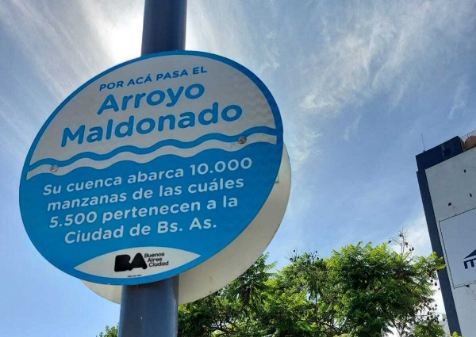 POR ACÁ PASA EL
Arroyo
Maldonado
Su cuenca abarca 10.000
manzanas de las cuáles
5.500 pertenecen a la
Ciudad de Bs. As.
BA Buenos
Aires
Ciudad